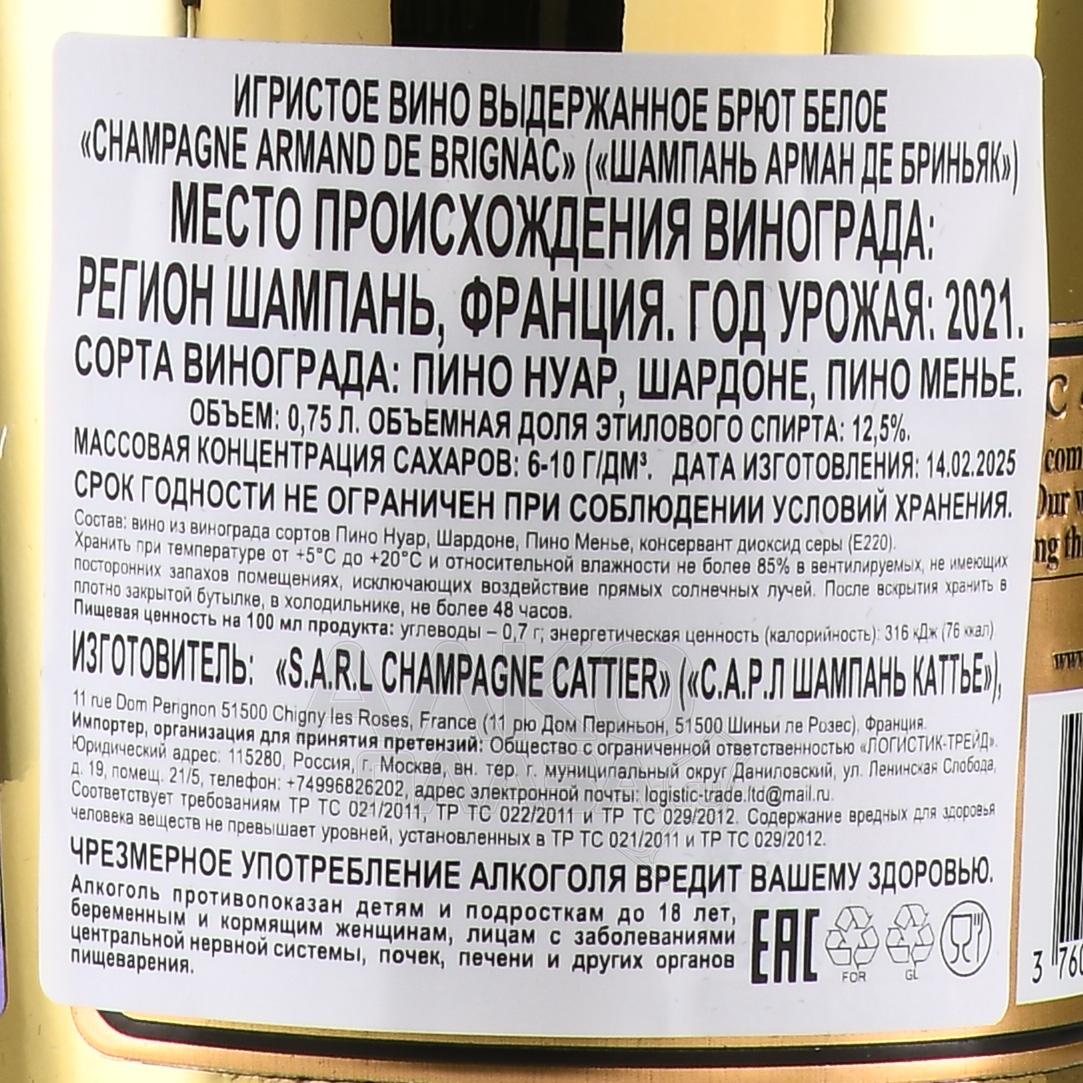 ИГРИСТОЕ ВИНО ВЫДЕРЖАННОЕ БРЮТ БЕЛОЕ
«CHAMPAGNE ARMAND DE BRIGNAC» («ШАМПАНЬ АРМАН ДЕ БРИНЬЯК»)
МЕСТО ПРОИСХОЖДЕНИЯ ВИНОГРАДА:
РЕГИОН ШАМПАНЬ, ФРАНЦИЯ. ГОД УРОЖАЯ: 2021.
СОРТА ВИНОГРАДА: ПИНО НУАР, ШАРДОНЕ, ПИНО МЕНЬЕ.
ОБЪЕМ: 0,75 Л. ОБЪЕМНАЯ ДОЛЯ ЭТИЛОВОГО СПИРТА: 12,5%.
МАССОВАЯ КОНЦЕНТРАЦИЯ САХАРОВ: 6-10 Г/ДМ³. ДАТА ИЗГОТОВЛЕНИЯ: 14.02.2025
СРОК ГОДНОСТИ НЕ ОГРАНИЧЕН ПРИ СОБЛЮДЕНИИ УСЛОВИЙ ХРАНЕНИЯ.
Состав: вино из винограда сортов Пино Нуар, Шардоне, Пино Менье, консервант диоксид серы (Е220).
Хранить при температуре от +5°С до +20°С и относительной влажности не более 85% в вентилируемых, не имеющих
посторонних запахов помещениях, исключающих воздействие прямых солнечных лучей. После вскрытия хранить в
плотно закрытой бутылке, в холодильнике, не более 48 часов.
Пищевая ценность на 100 мл продукта: углеводы – 0,7 г; энергетическая ценность (калорийность): 316 кДж (76 ккал)
ИЗГОТОВИТЕЛЬ: «S.A.R.L CHAMPAGNE CATTIER» («С.А.Р.Л ШАМПАНЬ КАТТЬЕ»),
11 rue Dom Perignon 51500 Chigny les Roses, France (11 рю Дом Периньон, 51500 Шиньи ле Розес), Франция.
Импортер, организация для принятия претензий: Общество с ограниченной ответственностью «ЛОГИСТИК-ТРЕЙД».
Юридический адрес: 115280, Россия, г. Москва, вн. тер. г. муниципальный округ Даниловский, ул. Ленинская Слобода,
д. 19, помещ. 21/5, телефон: +74996826202, адрес электронной почты: logistic-trade.ltd@mail.ru.
Соответствует требованиям ТР ТС 021/2011, ТР ТС 022/2011 и ТР ТС 029/2012. Содержание вредных для здоровья
человека веществ не превышает уровней, установленных в ТР ТС 021/2011 и ТР ТС 029/2012.
ЧРЕЗМЕРНОЕ УПОТРЕБЛЕНИЕ АЛКОГОЛЯ ВРЕДИТ ВАШЕМУ ЗДОРОВЬЮ.
Алкоголь противопоказан детям и подросткам до 18 лет,
беременным и кормящим женщинам, лицам с заболеваниями
центральной нервной системы, почек, печени и других органов
пищеварения.
EAC
FOR
GL
3 760